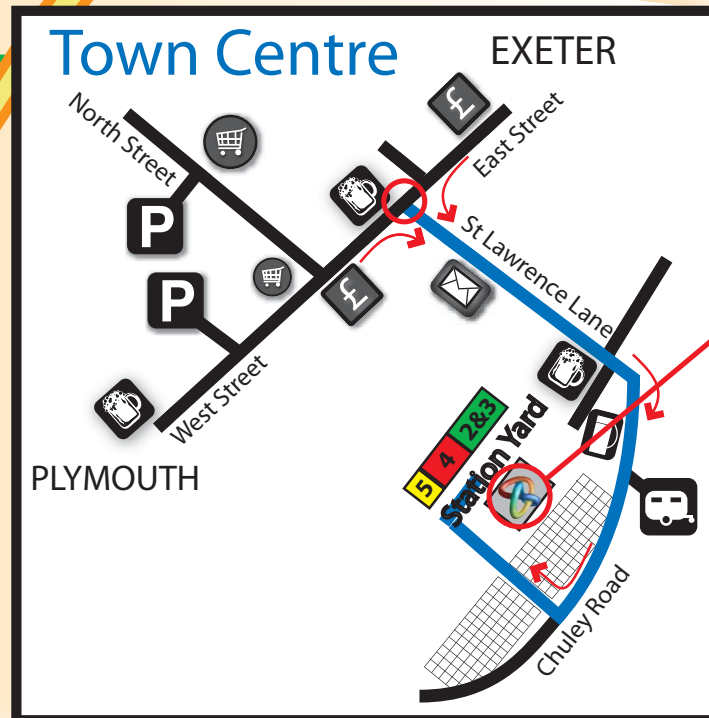 Town Centre
EXETER
North Street
£
East Street
P
St Lawrence Lane
P
£
West Street
PLYMOUTH
5 4 2&3
Station Yard
Chuley Road